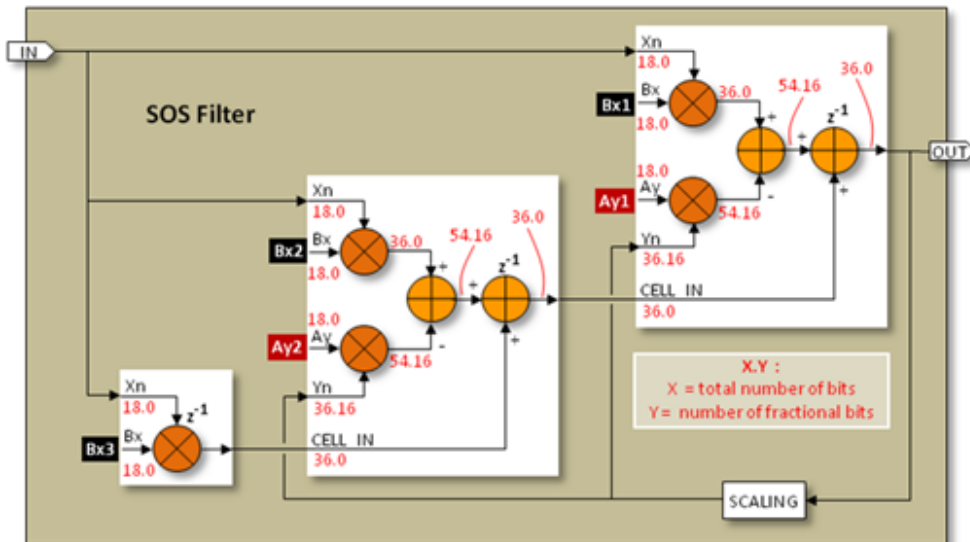 IN
SOS Filter
Xn
18.0
Bx1
Bx
18.0
36.0
54.16
36.0
+
+
z-1
18.0
Ay1
Ay
-
+
54.16
Yn
36.16
CELL IN
36.0
OUT
Xn
18.0
Bx2
Bx
18.0
36.0
54.16
36.0
+
+
z-1
18.0
Ay2
Ay
-
+
54.16
Yn
36.16
CELL IN
36.0
Xn
18.0
z-1
Bx3
Bx
18.0
X.Y :
X = total number of bits
Y= number of fractional bits
SCALING